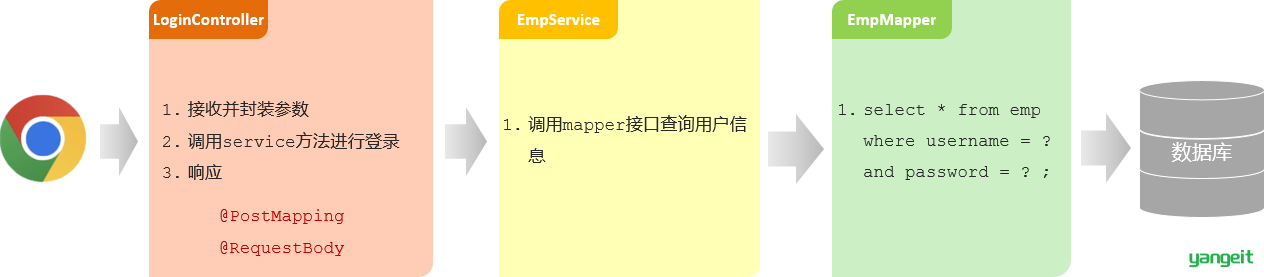 LoginController
1. 接收并封装参数
2. 调用service方法进行登录
3. 响应
@PostMapping
@RequestBody
EmpService
1. 调用mapper接口查询用户信
息
EmpMapper
1. select * from emp
where username = ?
and password = ? ;
数据库
yangeit